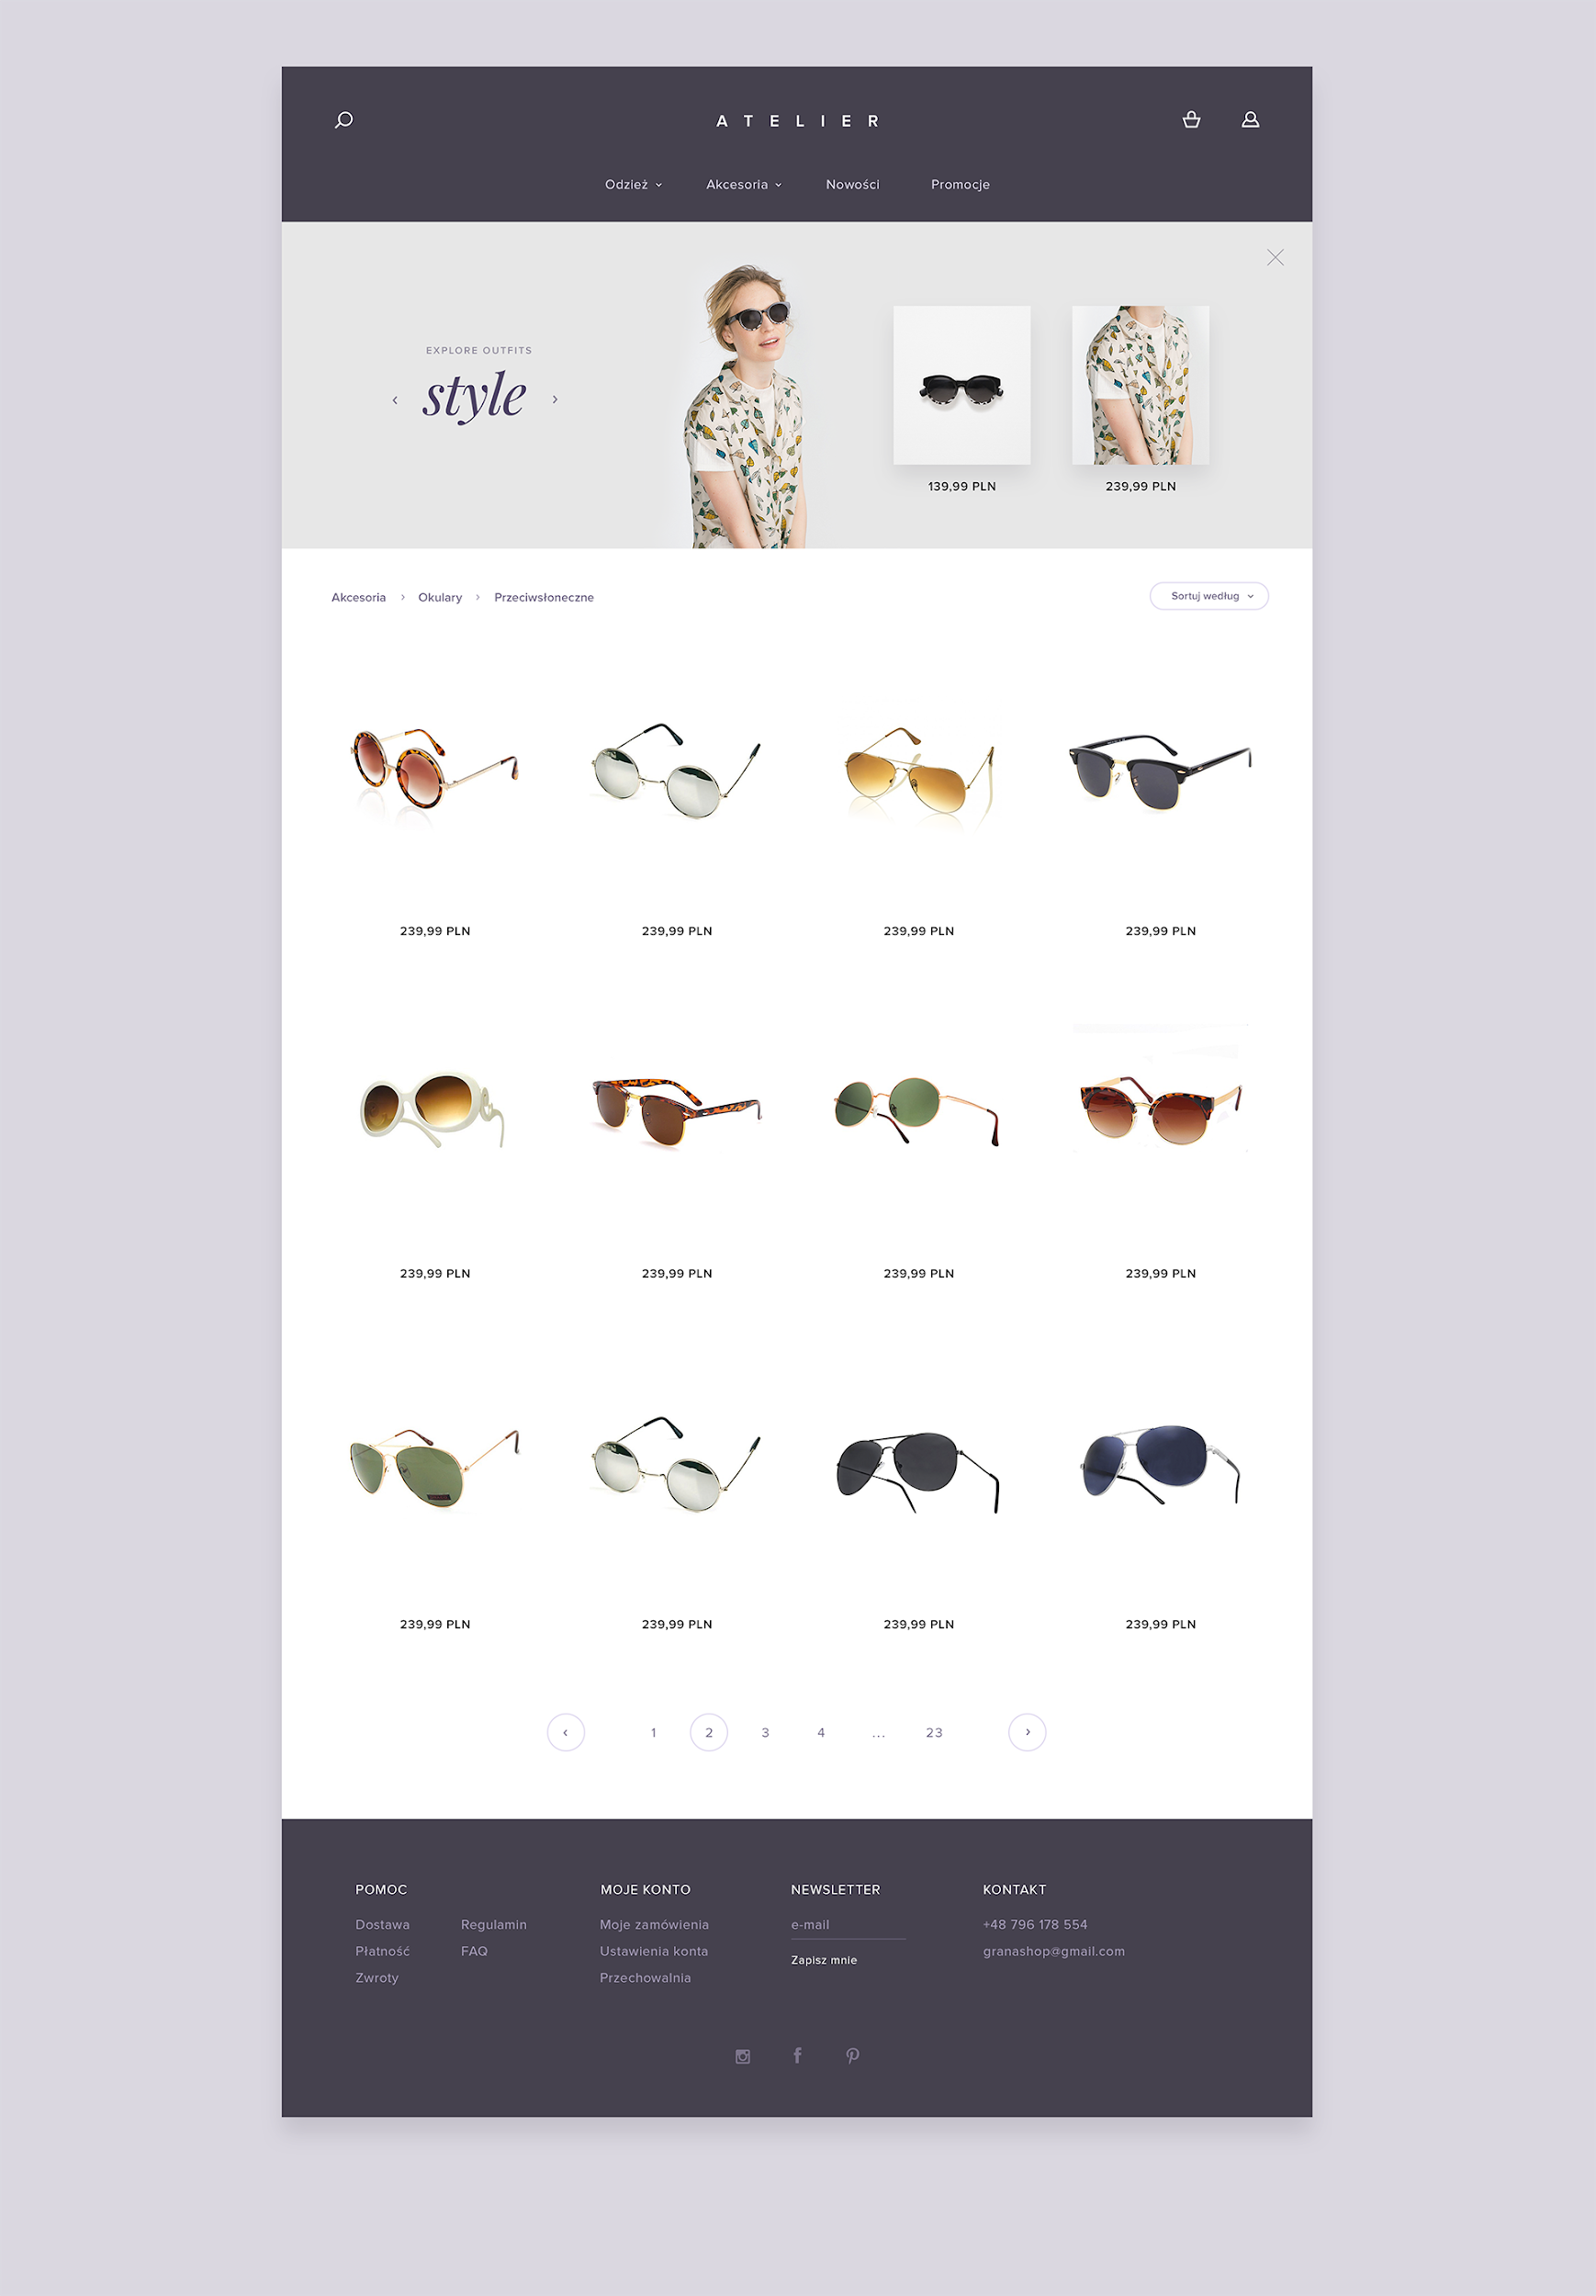 ATELIER
Odzież Akcesoria Nowości Promocje
EXPLORE OUTFITS
style
139,99 PLN 239,99 PLN
Akcesoria > Okulary > Przeciwsłoneczne Sortuj według
239,99 PLN 239,99 PLN 239,99 PLN 239,99 PLN
239,99 PLN 239,99 PLN 239,99 PLN 239,99 PLN
239,99 PLN 239,99 PLN 239,99 PLN 239,99 PLN
1 2 3 4 ... 23
POMOC
Dostawa Regulamin
Płatność FAQ
Zwroty
MOJE KONTO
Moje zamówienia
Ustawienia konta
Przechowalnia
NEWSLETTER
e-mail
Zapisz mnie
KONTAKT
+48 796 178 554
granashop@gmail.com